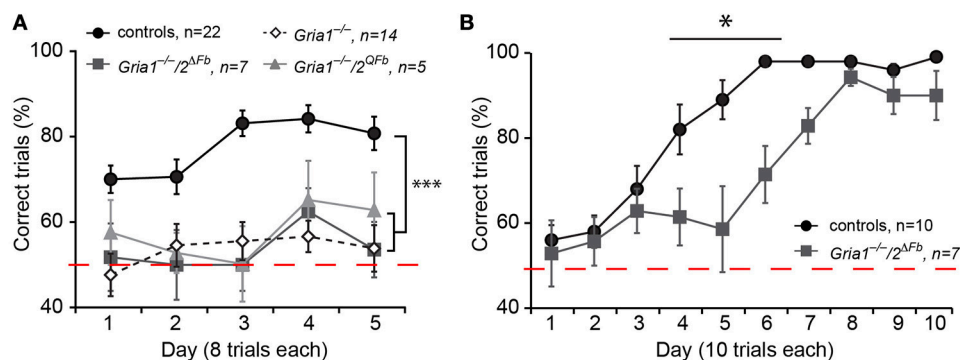 A
controls, n=22
Gria1⁻/⁻, n=14
Gria1⁻/⁻/2ΔFb, n=7
Gria1⁻/⁻/2QFb, n=5
Correct trials (%)
100
80
60
40
***
1 2 3 4 5
Day (8 trials each)
B
*
Correct trials (%)
100
80
60
40
controls, n=10
Gria1⁻/⁻/2ΔFb, n=7
1 2 3 4 5 6 7 8 9 10
Day (10 trials each)